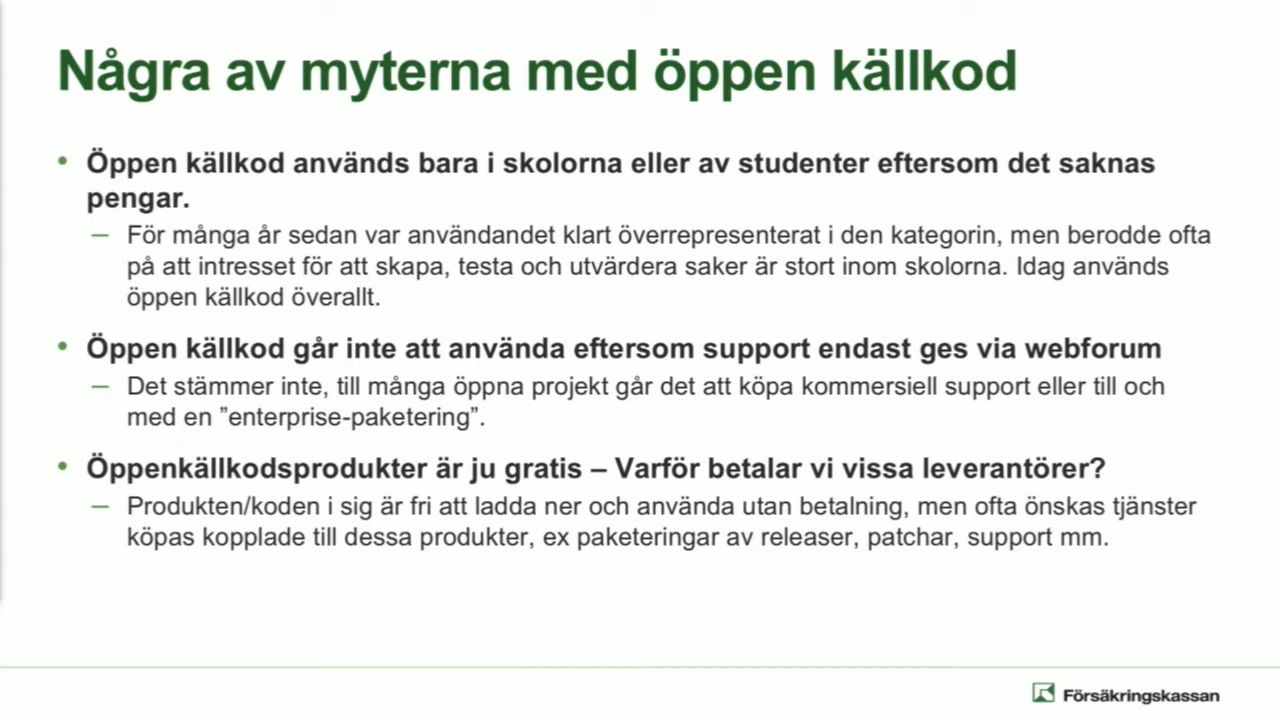 Några av myterna med öppen källkod
• Öppen källkod används bara i skolorna eller av studenter eftersom det saknas
pengar.
– För många år sedan var användandet klart överrepresenterat i den kategorin, men berodde ofta
på att intresset för att skapa, testa och utvärdera saker är stort inom skolorna. Idag används
öppen källkod överallt.
• Öppen källkod går inte att använda eftersom support endast ges via webforum
– Det stämmer inte, till många öppna projekt går det att köpa kommersiell support eller till och
med en ”enterprise-paketering”.
• Öppenkällkodsprodukter är ju gratis – Varför betalar vi vissa leverantörer?
– Produkten/koden i sig är fri att ladda ner och använda utan betalning, men ofta önskas tjänster
köpas kopplade till dessa produkter, ex paketeringar av releaser, patchar, support mm.
Försäkringskassan